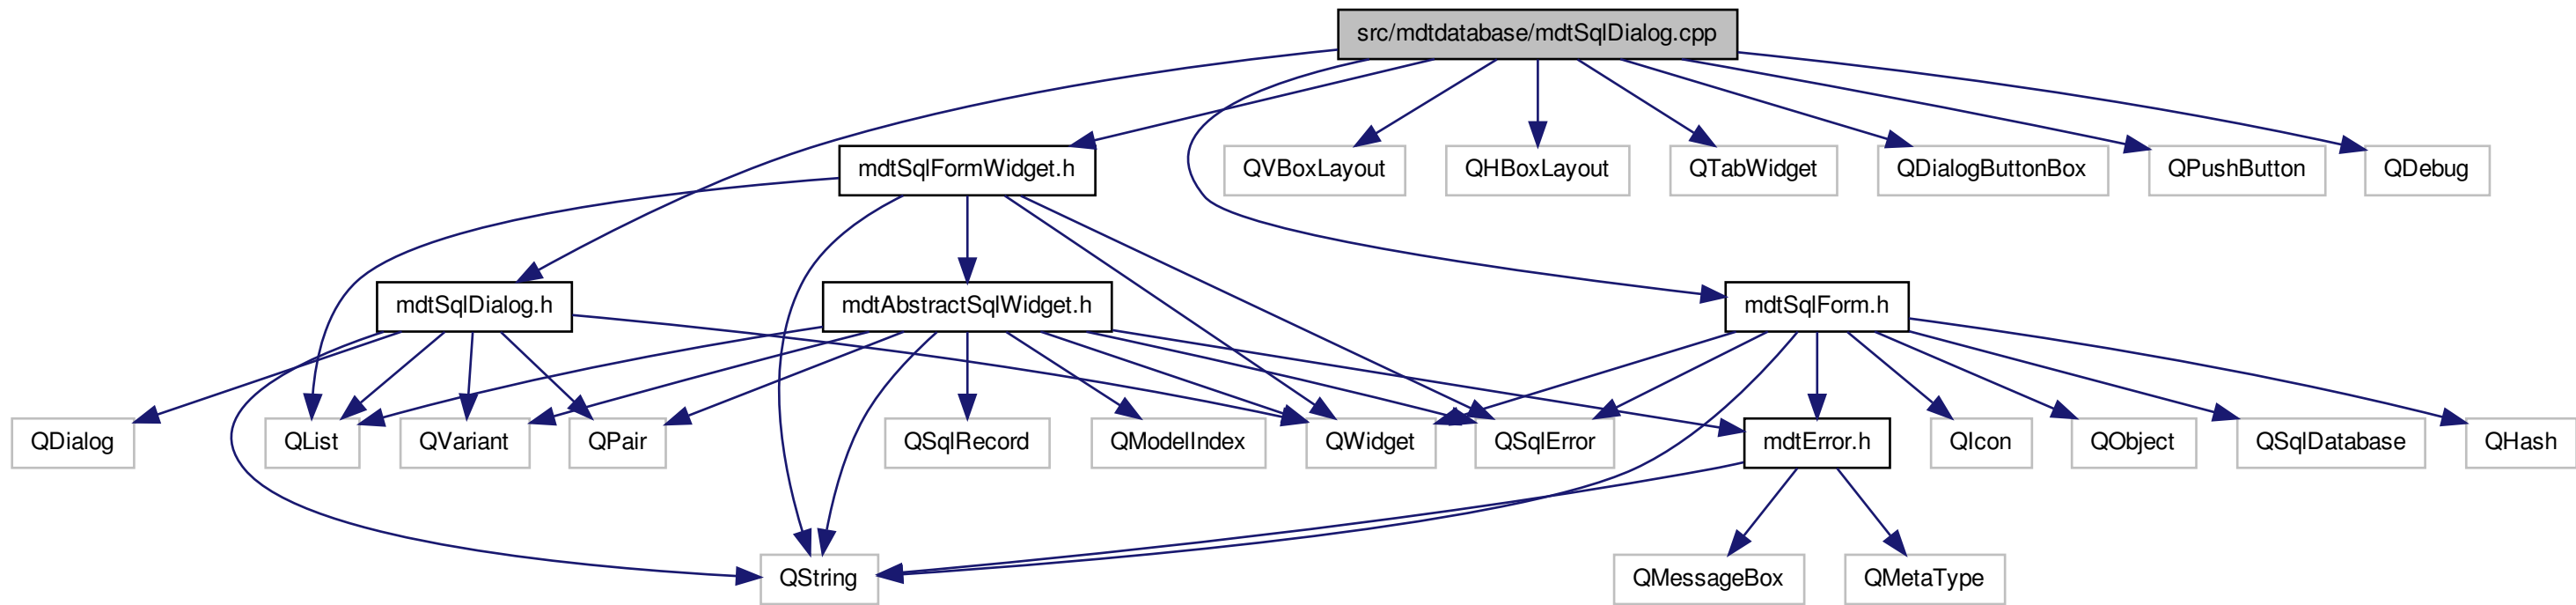 src/mdtdatabase/mdtSqlDialog.cpp
mdtSqlFormWidget.h
QVBoxLayout
QHBoxLayout
QTabWidget
QDialogButtonBox
QPushButton
QDebug
mdtSqlDialog.h
mdtAbstractSqlWidget.h
mdtSqlForm.h
QDialog
QList
QVariant
QPair
QSqlRecord
QModelIndex
QWidget
QSqlError
mdtError.h
QIcon
QObject
QSqlDatabase
QHash
QString
QMessageBox
QMetaType